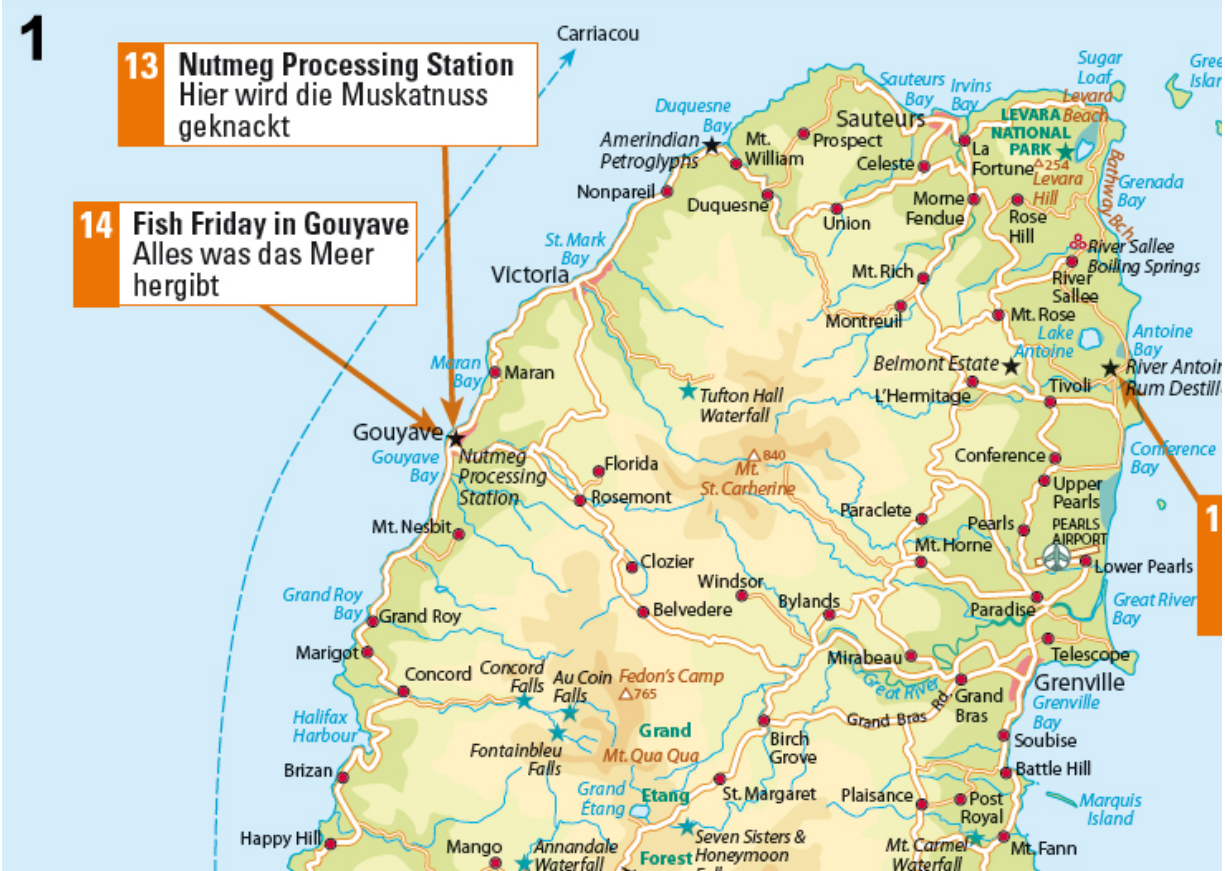 1
Carriacou
13 Nutmeg Processing Station
Hier wird die Muskatnuss
geknackt
14 Fish Friday in Gouyave
Alles was das Meer
hergibt
Sugar
Loaf
Levara
Beach
Sauteurs
Bay
Irvins
Bay
Duquesne
Bay
Sauteurs
LEVARA
NATIONAL
PARK
Amerindian
Petroglyphs
Mt.
William
Prospect
Celeste
La
Fortune
254
Levara
Hill
Bathway Bch.
Grenada
Bay
Nonpareil
Duquesne
Union
Morne
Fendue
Rose
Hill
St. Mark
Bay
Victoria
River Sallee
Boiling Springs
River
Sallee
Mt. Rich
Montreuil
Mt. Rose
Lake
Antoine
Antoine
Bay
Belmont Estate
L'Hermitage
Tivoli
River Antoin
Rum Destill
Maran
Bay
Maran
Tufton Hall
Waterfall
Gouyave
Gouyave
Bay
Nutmeg
Processing
Station
Florida
Rosemont
840
Mt.
St. Carherine
Conference
Conference
Bay
Upper
Pearls
Paraclete
Pearls
PEARLS
AIRPORT
1
Mt. Nesbit
Mt. Horne
Lower Pearls
Clozier
Windsor
Bylands
Paradise
Great River
Bay
Grand Roy
Bay
Grand Roy
Belvedere
Marigot
Mirabeau
Great River
Telescope
Concord
Concord
Falls
Au Coin
Falls
Fedon's Camp
765
Grand
Bras
Grenville
Grenville
Bay
Halifax
Harbour
Fontainbleu
Falls
Grand
Mt. Qua Qua
Birch
Grove
Grand Bras Rd.
Soubise
Brizan
Grand
Étang
Etang
St. Margaret
Plaisance
Post
Royal
Battle Hill
Marquis
Island
Happy Hill
Mango
Annandale
Waterfall
Forest
Seven Sisters &
Honeymoon
Mt. Carmel
Waterfall
Mt. Fann